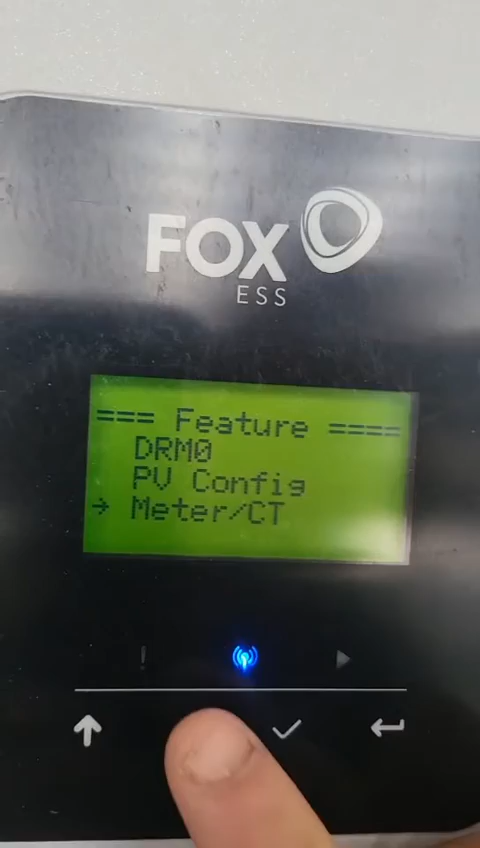 FOX
ESS
=== Feature ====
DRM0
PV Config
→ Meter/CT